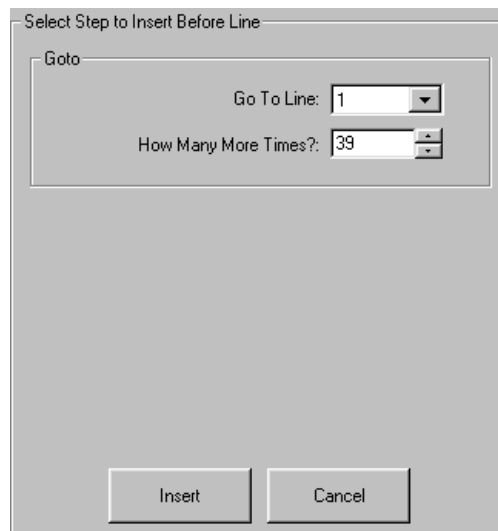 Select Step to Insert Before Line
Goto
Go To Line: 1
How Many More Times?: 39
Insert Cancel